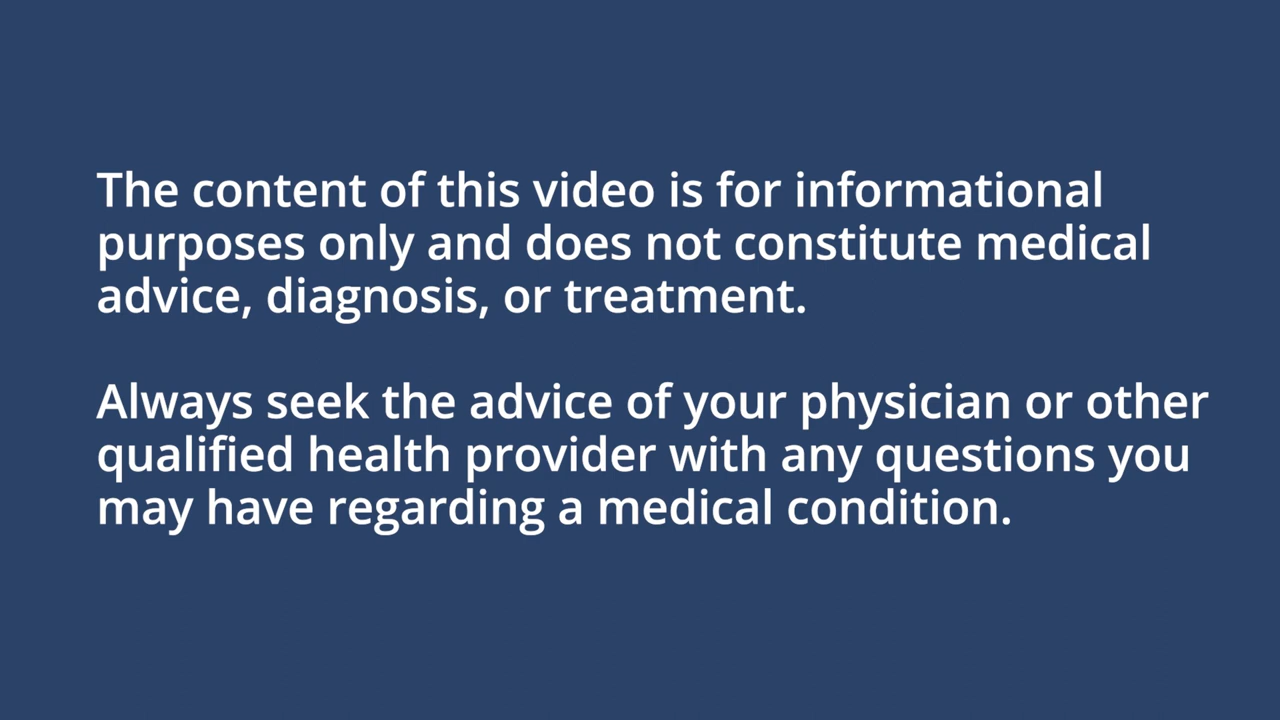 The content of this video is for informational
purposes only and does not constitute medical
advice, diagnosis, or treatment.
Always seek the advice of your physician or other
qualified health provider with any questions you
may have regarding a medical condition.